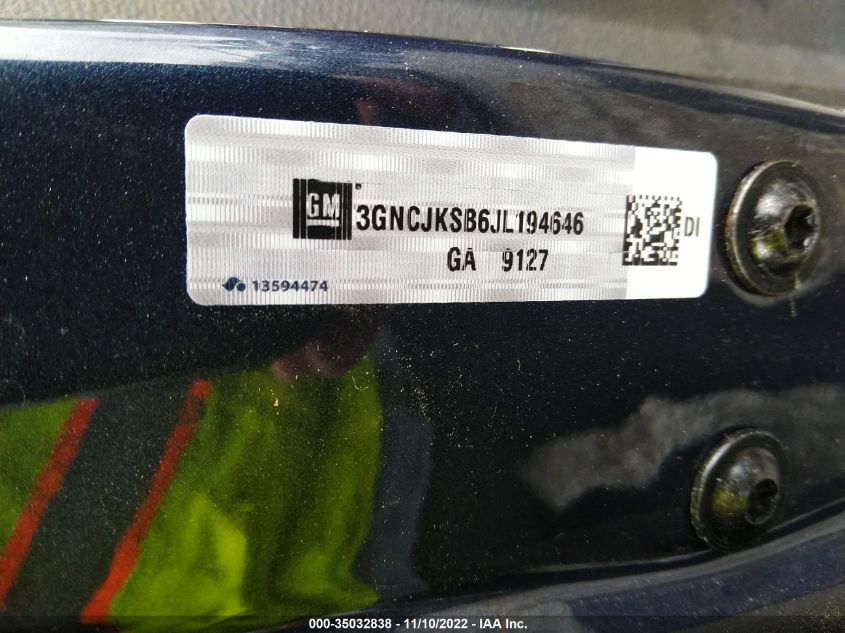 GM 3GNCJKSB6JL194646
GA 9127 DI
13594474
000-35032838 - 11/10/2022 - IAA Inc.